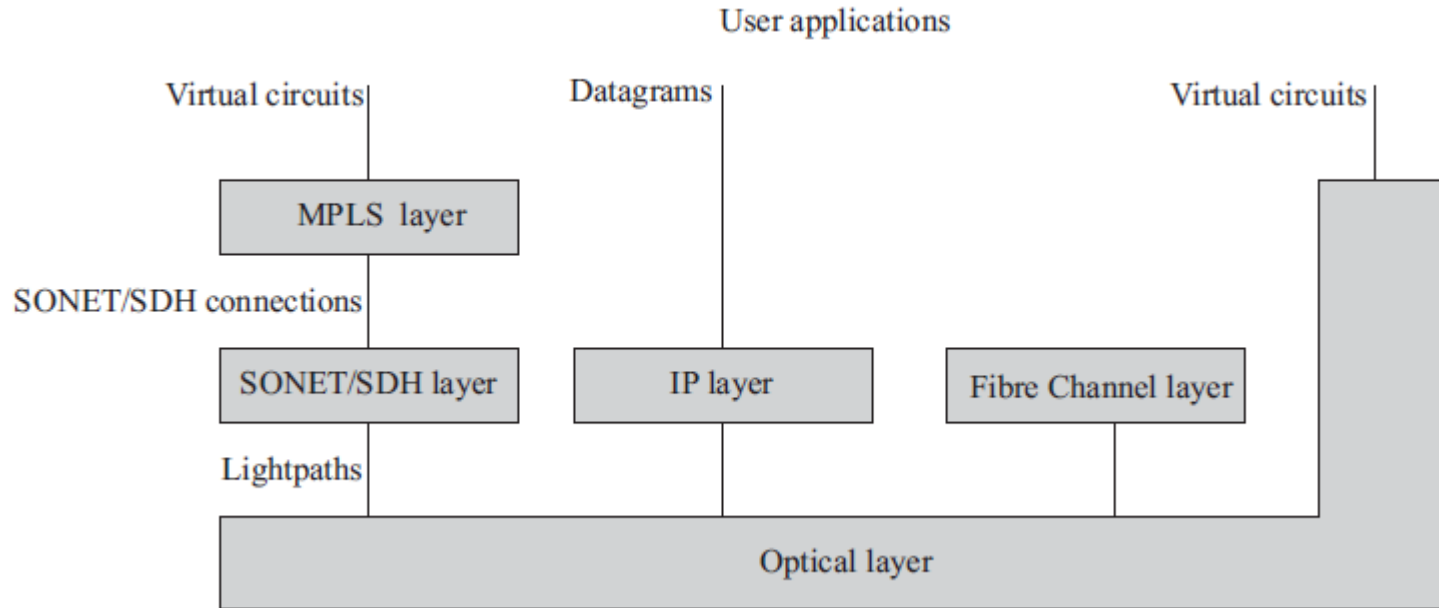 User applications
Virtual circuits
Datagrams
Virtual circuits
MPLS layer
SONET/SDH connections
SONET/SDH layer
IP layer
Fibre Channel layer
Lightpaths
Optical layer